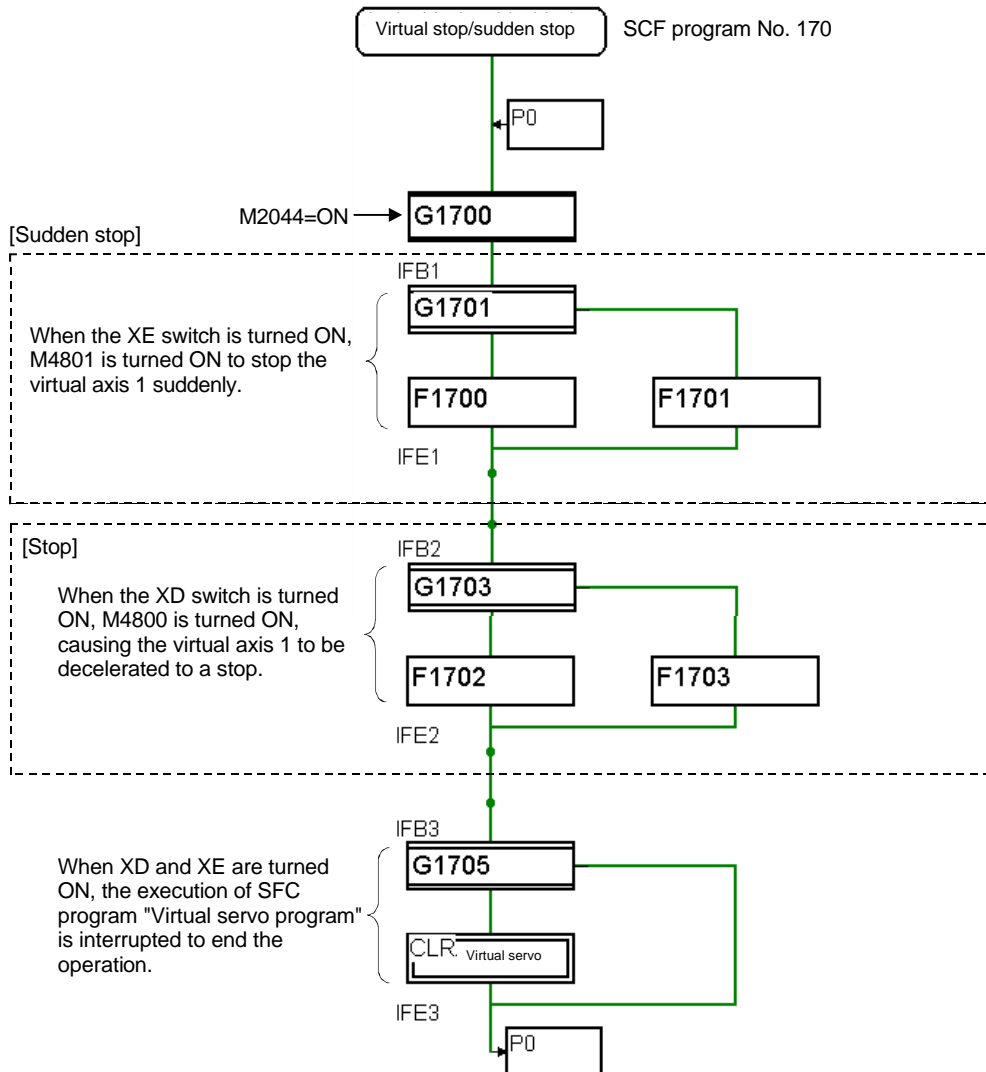 Virtual stop/sudden stop
SCF program No. 170
P0
M2044=ON
G1700
[Sudden stop]
IFB1
G1701
When the XE switch is turned ON,
M4801 is turned ON to stop the
virtual axis 1 suddenly.
F1700
F1701
IFE1
[Stop]
IFB2
G1703
When the XD switch is turned
ON, M4800 is turned ON,
causing the virtual axis 1 to be
decelerated to a stop.
F1702
F1703
IFE2
IFB3
G1705
When XD and XE are turned
ON, the execution of SFC
program "Virtual servo program"
is interrupted to end the
operation.
CLR Virtual servo
IFE3
P0